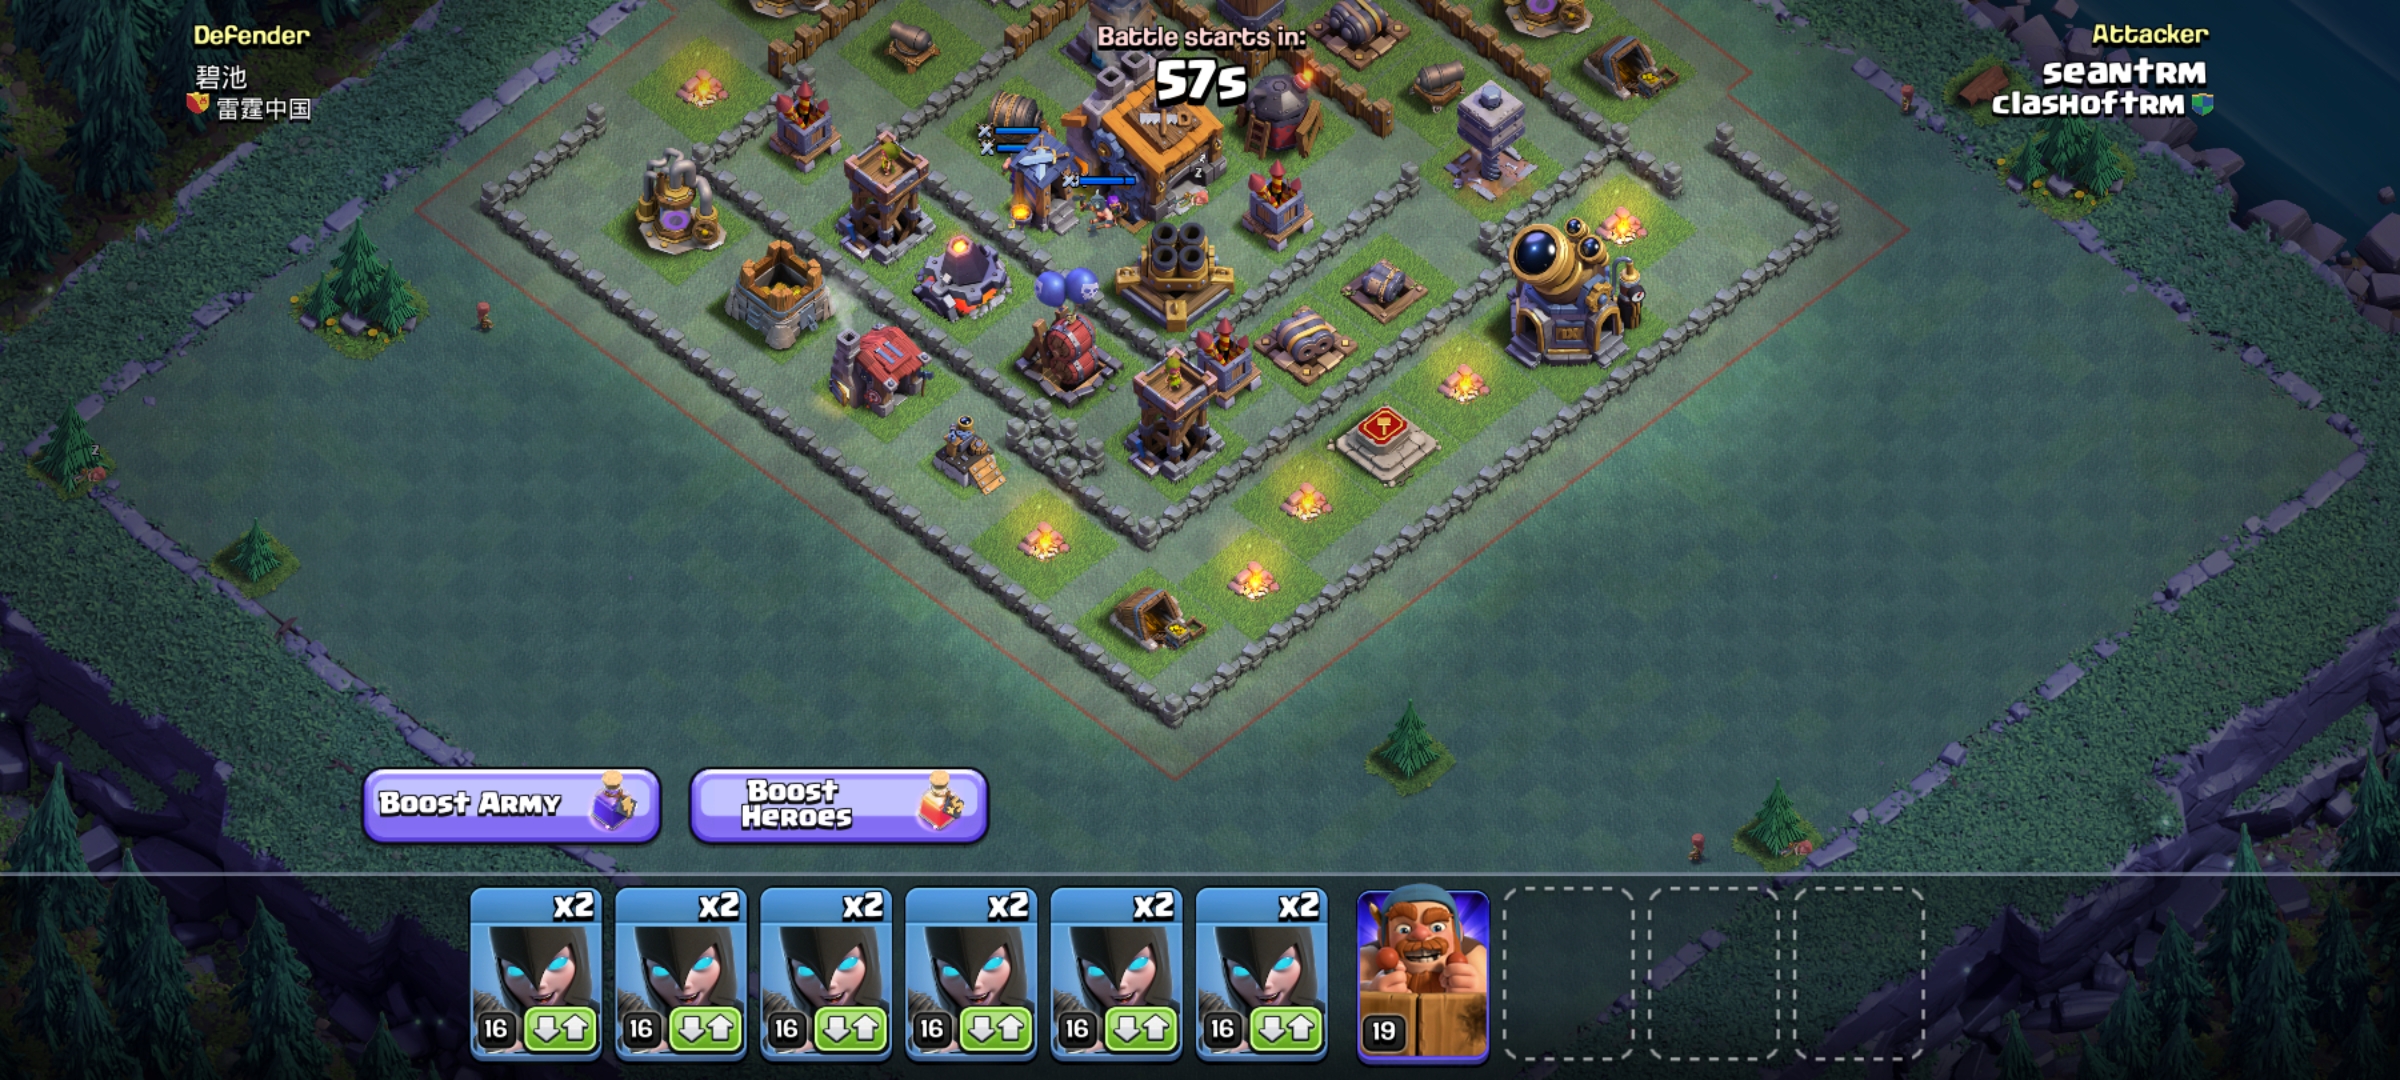 Defender
碧池
雷霆中国
Battle starts in:
57s
Attacker
seantRM
clashoftRM
Boost Army
Boost
Heroes
x2
x2
x2
x2
x2
x2
16
16
16
16
16
16
19